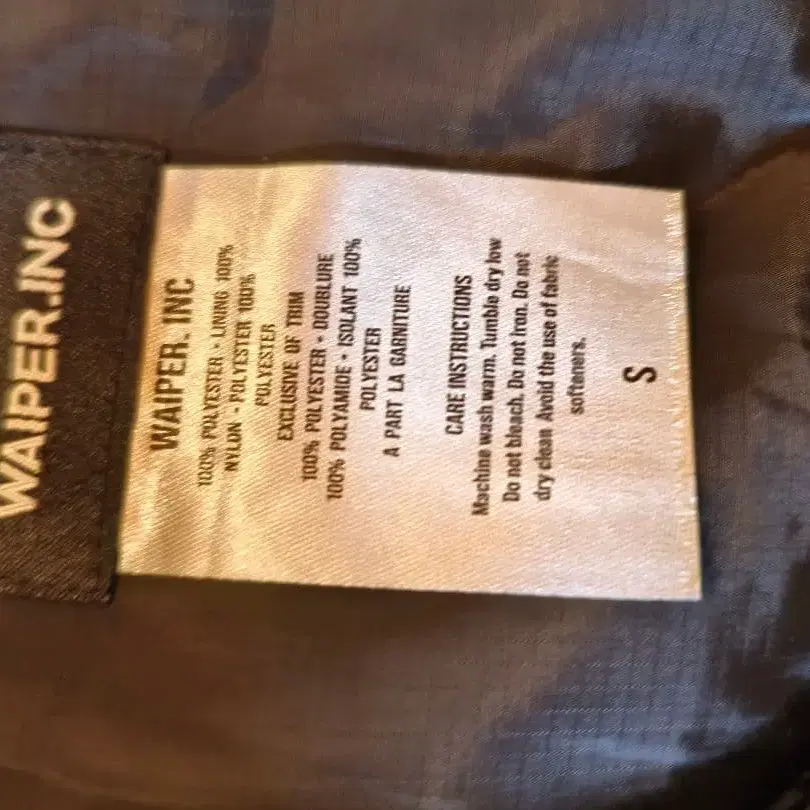 WAIPER.INC
WAIPER. INC
100% POLYESTER - LINING 100%
NYLON - POLYESTER 100%
POLYESTER
EXCLUSIVE OF TRIM
100% POLYESTER - DOUBLURE
100% POLYAMIDE - ISOLANT 100%
POLYESTER
A PART LA GARNITURE
CARE INSTRUCTIONS
Machine wash warm. Tumble dry low
Do not bleach. Do not Iron. Do not
dry clean. Avoid the use of fabric
softeners.
S